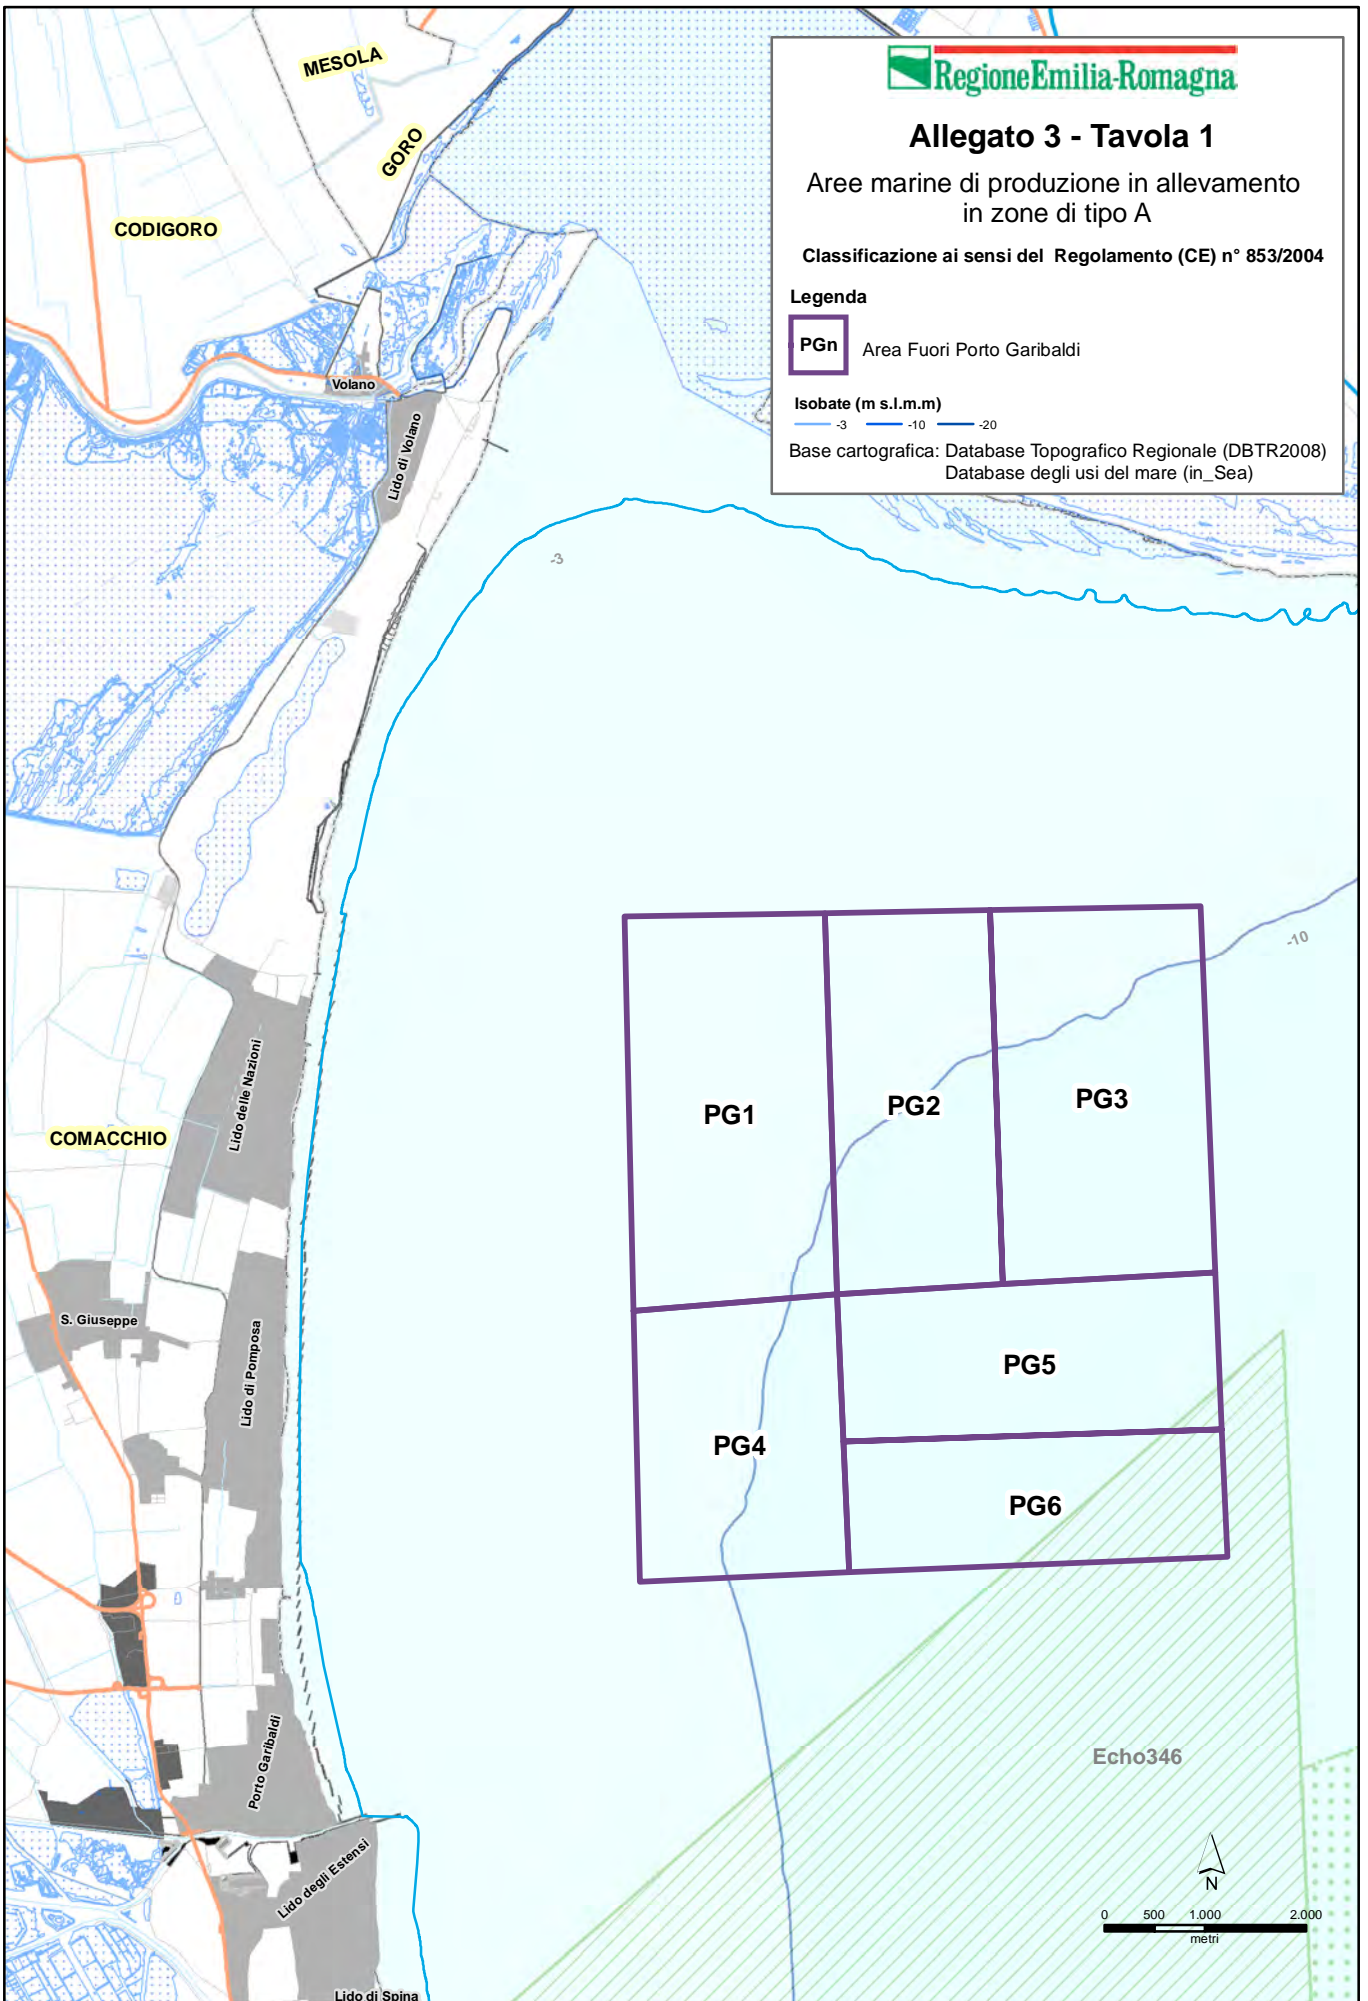 MESOLA
GORO
CODIGORO
RegioneEmilia-Romagna
Allegato 3 - Tavola 1
Aree marine di produzione in allevamento
in zone di tipo A
Classificazione ai sensi del Regolamento (CE) n° 853/2004
Legenda
PGn
Area Fuori Porto Garibaldi
Isobate (m s.l.m.m)
-3 -10 -20
Base cartografica: Database Topografico Regionale (DBTR2008)
Database degli usi del mare (in_Sea)
Volano
Lido di Volano
-3
-10
Lido delle Nazioni
PG1
PG2
PG3
COMACCHIO
S. Giuseppe
Lido di Pomposa
PG5
PG4
PG6
Porto Garibaldi
Echo346
Lido degli Estensi
N
0 500 1.000 2.000
metri
Lido di Spina